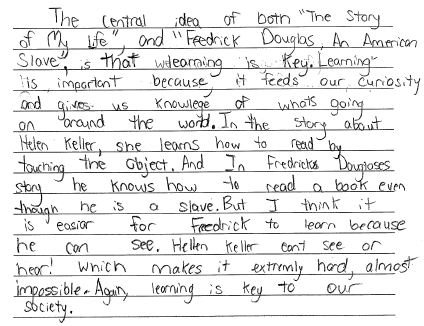 The central idea of both "The Story
of My Life", and "Feedrick Douglas, An American
Slave", is that learning is key. Learning
is important because, it feeds our curiosity
and gives us knowlege of whats going
on around the world. In the story about
Helen Keller, she learns how to read by
touching the object. And In Fredricks Dougloses
story he knows how to read a book even
though he is a slave. But I think it
is easiar for Feedrick to learn because
he can see. Hellen Keller cant see or
hear! Which makes it extremly hard, almost
impossible. Again, learning is key to our
society.